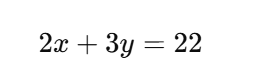 2x + 3y = 22